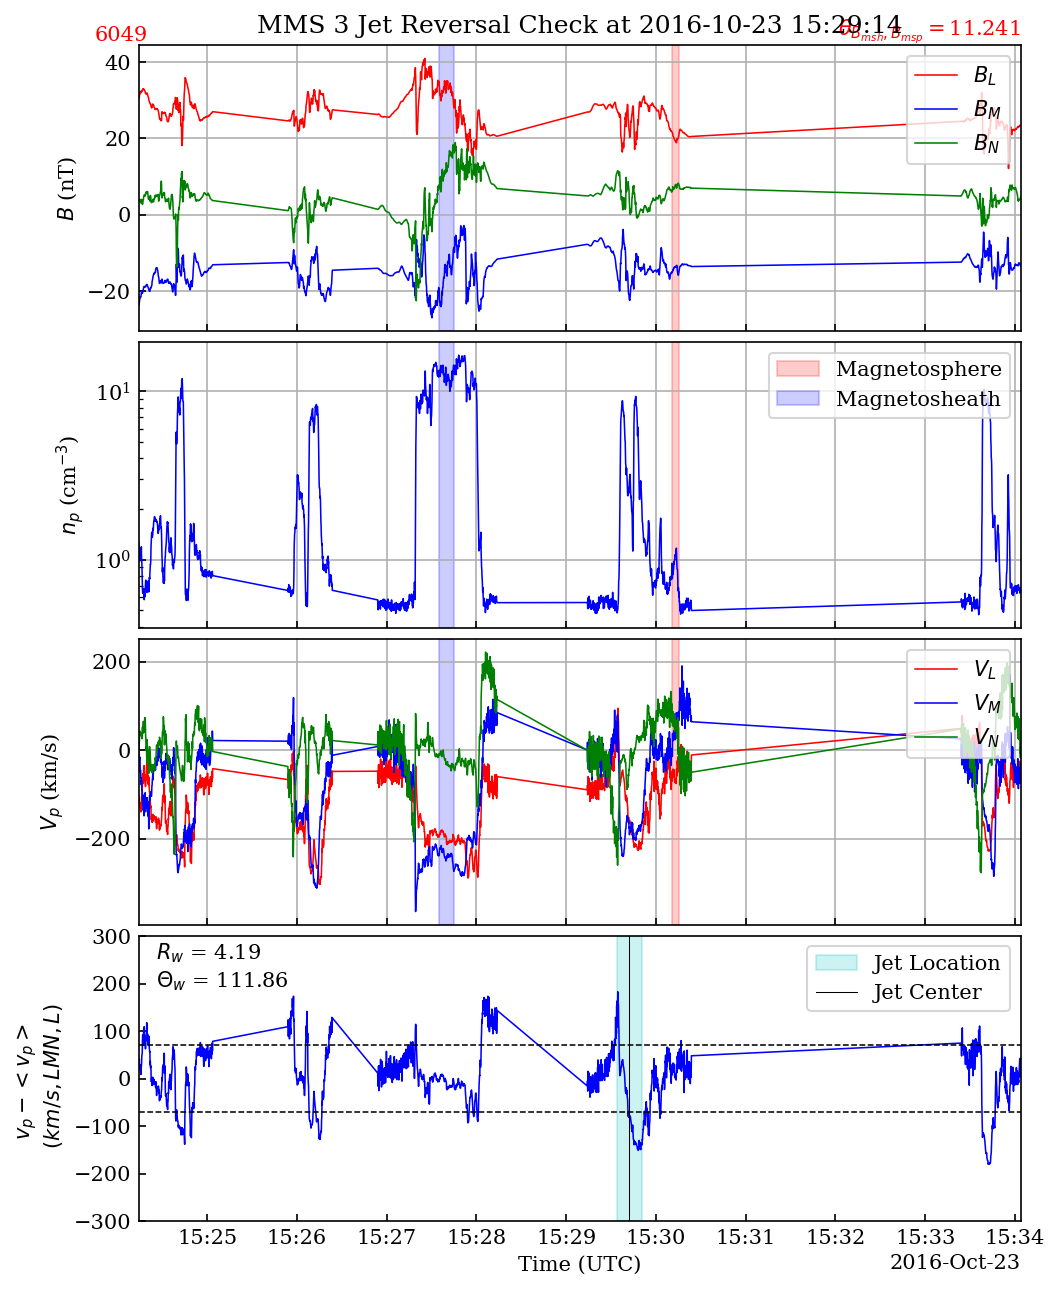 MMS 3 Jet Reversal Check at 2016-10-23 15:29:14
6049
θ_{B_{msh}, B_{msp}} = 11.241
40
20
0
−20
B (nT)
B_L
B_M
B_N
10^1
10^0
n_p (cm^{−3})
Magnetosphere
Magnetosheath
200
0
−200
V_p (km/s)
V_L
V_M
V_N
300
200
100
0
−100
−200
−300
v_p − <v_p>
(km/s, LMN, L)
R_w = 4.19
Θ_w = 111.86
Jet Location
Jet Center
15:25 15:26 15:27 15:28 15:29 15:30 15:31 15:32 15:33 15:34
Time (UTC)
2016-Oct-23